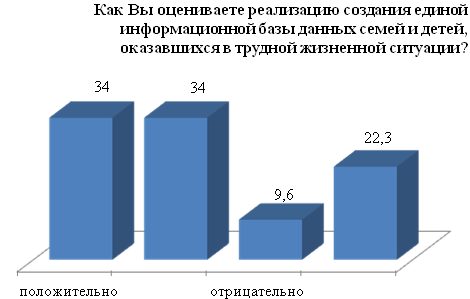 Как Вы оцениваете реализацию создания единой
информационной базы данных семей и детей,
оказавшихся в трудной жизненной ситуации?
34
34
9,6
22,3
положительно
отрицательно